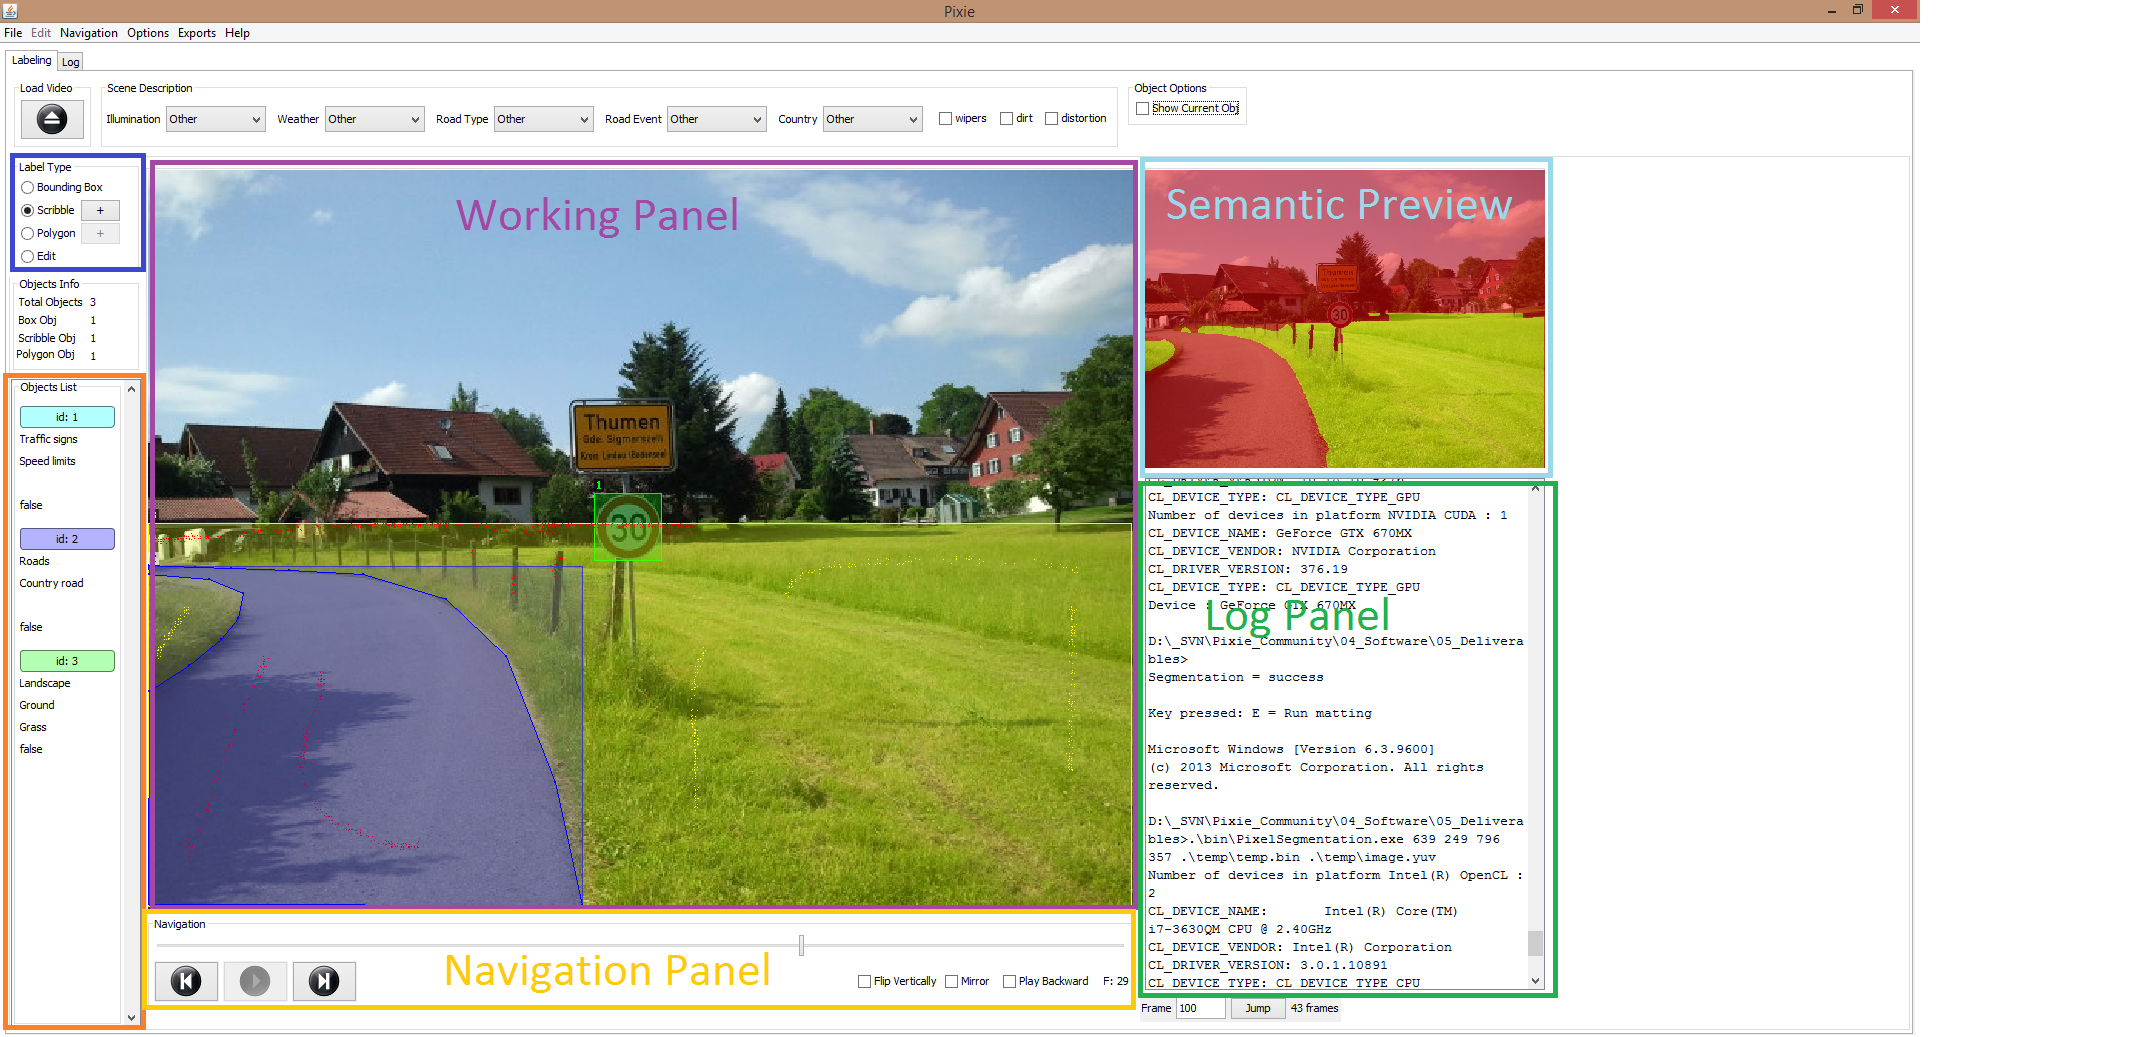 Pixie
File Edit Navigation Options Exports Help
Labeling Log
Load Video
Scene Description
Illumination Other Weather Other Road Type Other Road Event Other Country Other wipers dirt distortion
Object Options
Show Current Obj
Label Type
Bounding Box
Scribble +
Polygon +
Edit
Objects Info
Total Objects 3
Box Obj 1
Scribble Obj 1
Polygon Obj 1
Objects List
id: 1
Traffic signs
Speed limits
false
id: 2
Roads
Country road
false
id: 3
Landscape
Ground
Grass
false
Working Panel
Thumen
Gde. Sigmarszell
Kreis Lindau (Bodensee)
1
30
Semantic Preview
Thumen
30
CL_DEVICE_TYPE: CL_DEVICE_TYPE_GPU
Number of devices in platform NVIDIA CUDA : 1
CL_DEVICE_NAME: GeForce GTX 670MX
CL_DEVICE_VENDOR: NVIDIA Corporation
CL_DRIVER_VERSION: 376.19
CL_DEVICE_TYPE: CL_DEVICE_TYPE_GPU
Device : GeForce GTX 670MX
Log Panel
D:\_SVN\Pixie_Community\04_Software\05_Delivera
bles>
Segmentation = success
Key pressed: E = Run matting
Microsoft Windows [Version 6.3.9600]
(c) 2013 Microsoft Corporation. All rights
reserved.
D:\_SVN\Pixie_Community\04_Software\05_Delivera
bles>.\bin\PixelSegmentation.exe 639 249 796
357 .\temp\temp.bin .\temp\image.yuv
Number of devices in platform Intel(R) OpenCL :
2
CL_DEVICE_NAME: Intel(R) Core(TM)
i7-3630QM CPU @ 2.40GHz
CL_DEVICE_VENDOR: Intel(R) Corporation
CL_DRIVER_VERSION: 3.0.1.10891
CL_DEVICE_TYPE: CL_DEVICE_TYPE_CPU
Navigation
Navigation Panel
Flip Vertically Mirror Play Backward F: 29
Frame 100 Jump 43 frames